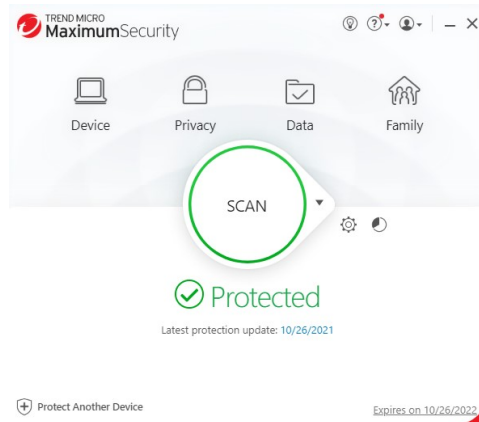 TREND MICRO
MaximumSecurity
Device Privacy Data Family
SCAN
Protected
Latest protection update: 10/26/2021
Protect Another Device
Expires on 10/26/2022